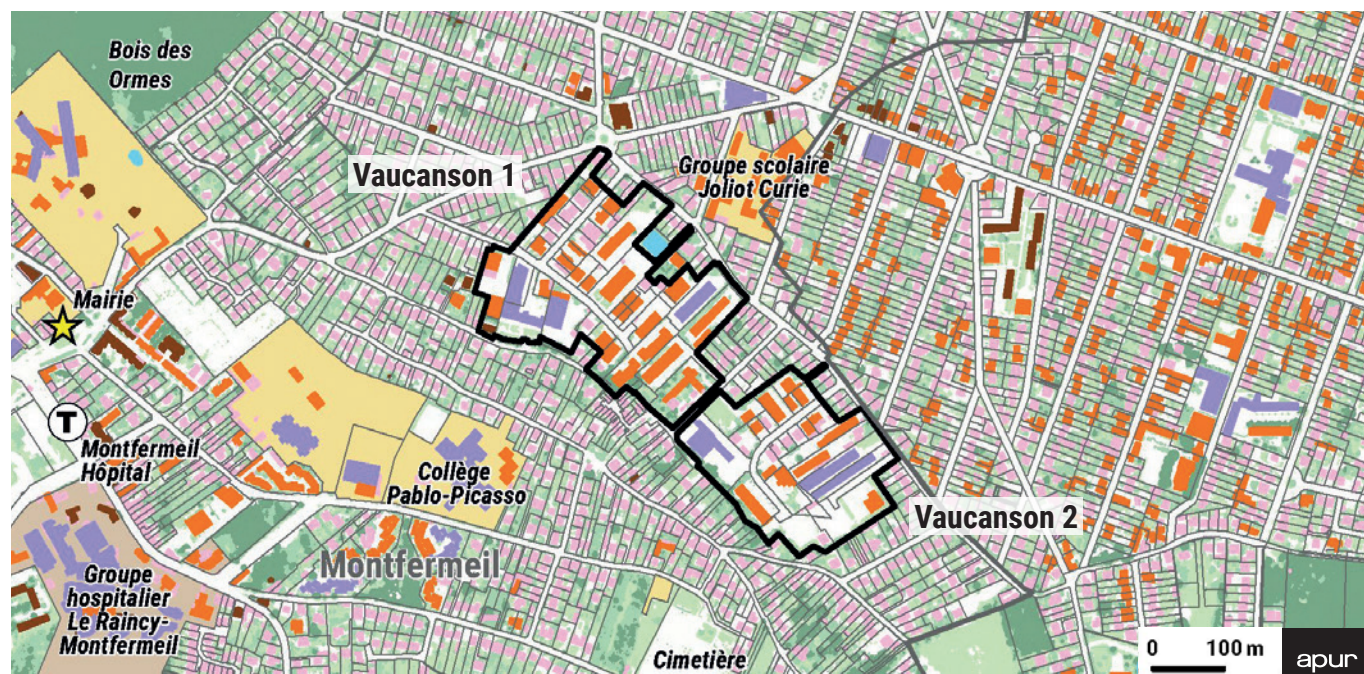 Bois des
Ormes
Vaucanson 1
Groupe scolaire
Joliot Curie
Mairie
T
Montfermeil
Hôpital
Collège
Pablo-Picasso
Vaucanson 2
Montfermeil
Groupe
hospitalier
Le Raincy-
Montfermeil
Cimetière
0 100 m
apur